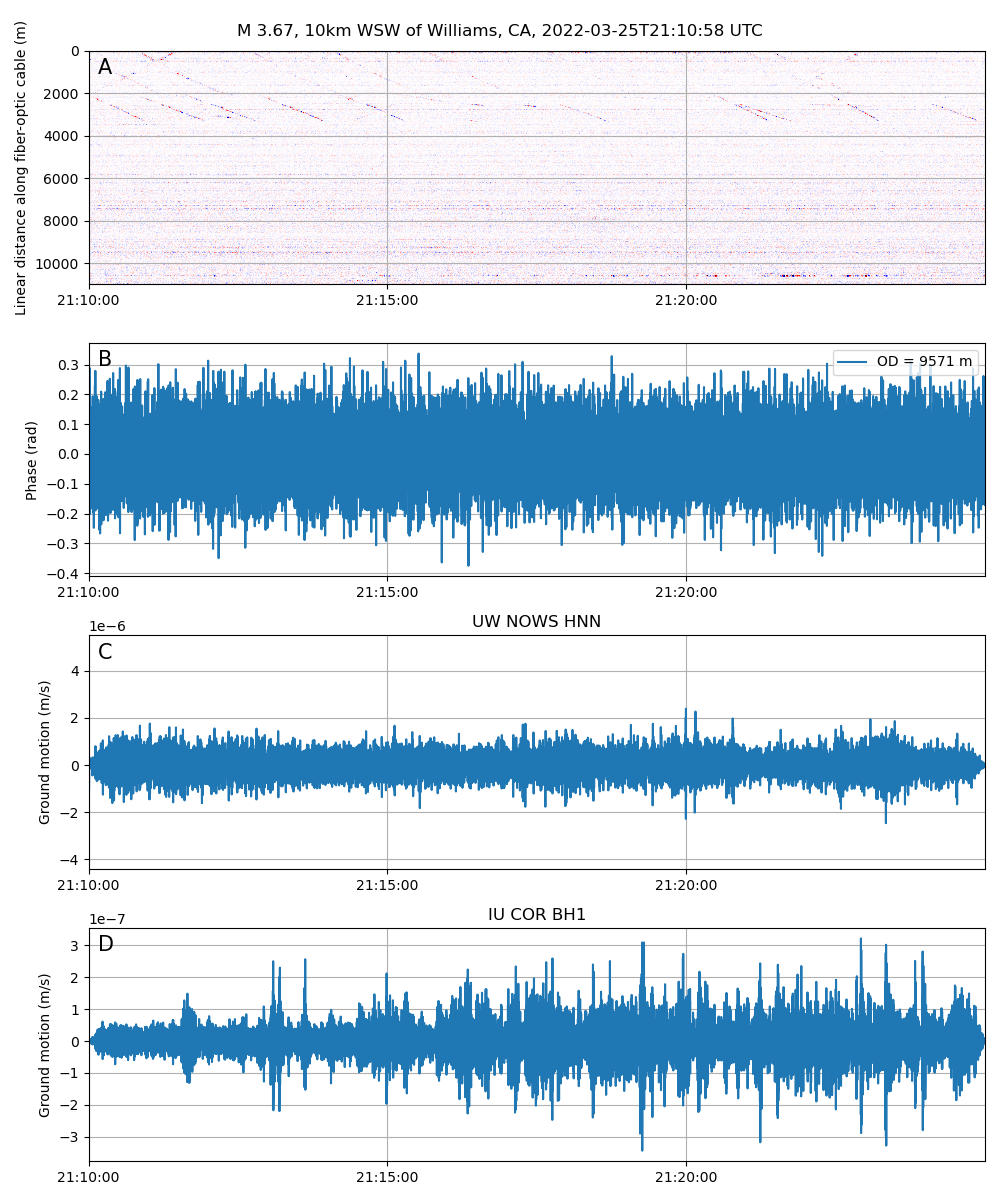 M 3.67, 10km WSW of Williams, CA, 2022-03-25T21:10:58 UTC
A
Linear distance along fiber-optic cable (m)
0
2000
4000
6000
8000
10000
21:10:00
21:15:00
21:20:00
B
OD = 9571 m
Phase (rad)
0.3
0.2
0.1
0.0
−0.1
−0.2
−0.3
−0.4
21:10:00
21:15:00
21:20:00
UW NOWS HNN
1e−6
C
Ground motion (m/s)
4
2
0
−2
−4
21:10:00
21:15:00
21:20:00
IU COR BH1
1e−7
D
Ground motion (m/s)
3
2
1
0
−1
−2
−3
21:10:00
21:15:00
21:20:00